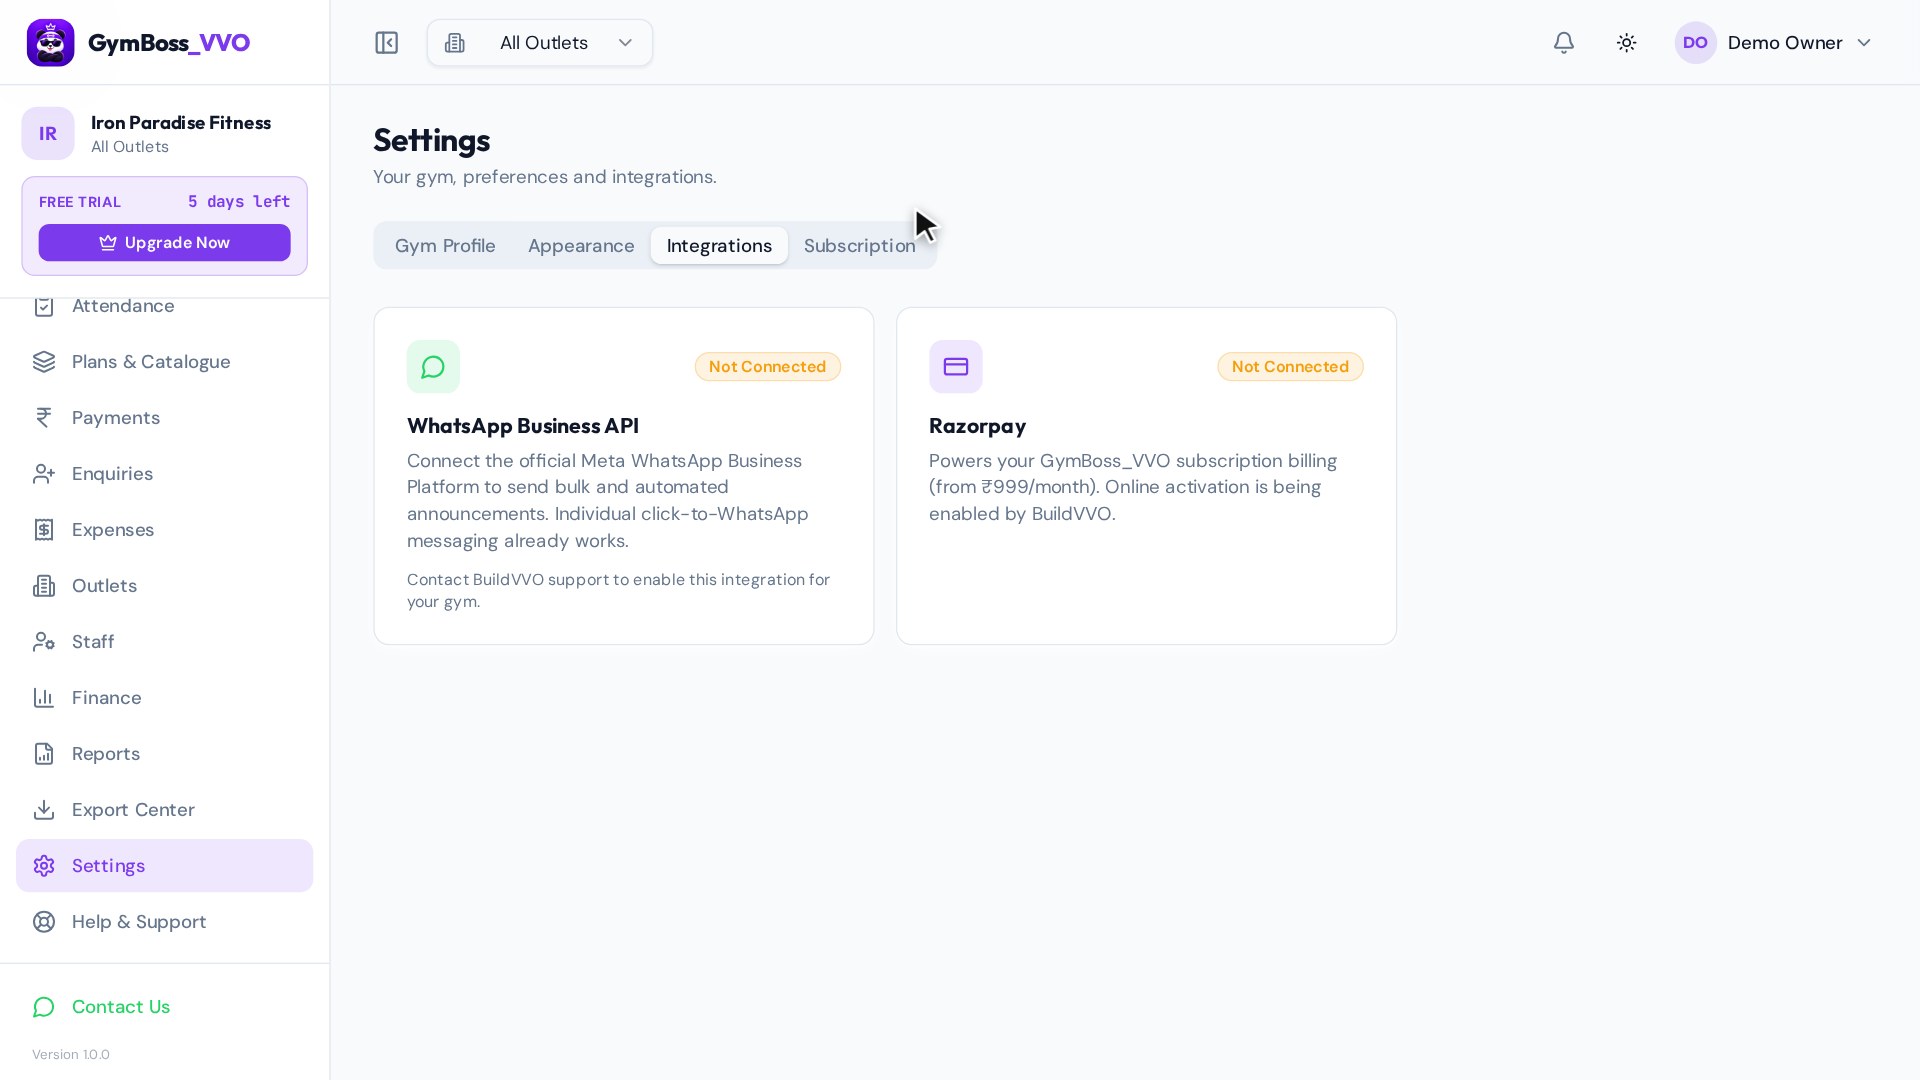 GymBoss_VVO
All Outlets
DO
Demo Owner
IR
Iron Paradise Fitness
All Outlets
FREE TRIAL
5 days left
Upgrade Now
Attendance
Plans & Catalogue
Payments
Enquiries
Expenses
Outlets
Staff
Finance
Reports
Export Center
Settings
Help & Support
Contact Us
Version 1.0.0
Settings
Your gym, preferences and integrations.
Gym Profile
Appearance
Integrations
Subscription
Not Connected
WhatsApp Business API
Connect the official Meta WhatsApp Business
Platform to send bulk and automated
announcements. Individual click-to-WhatsApp
messaging already works.
Contact BuildVVO support to enable this integration for
your gym.
Not Connected
Razorpay
Powers your GymBoss_VVO subscription billing
(from ₹999/month). Online activation is being
enabled by BuildVVO.